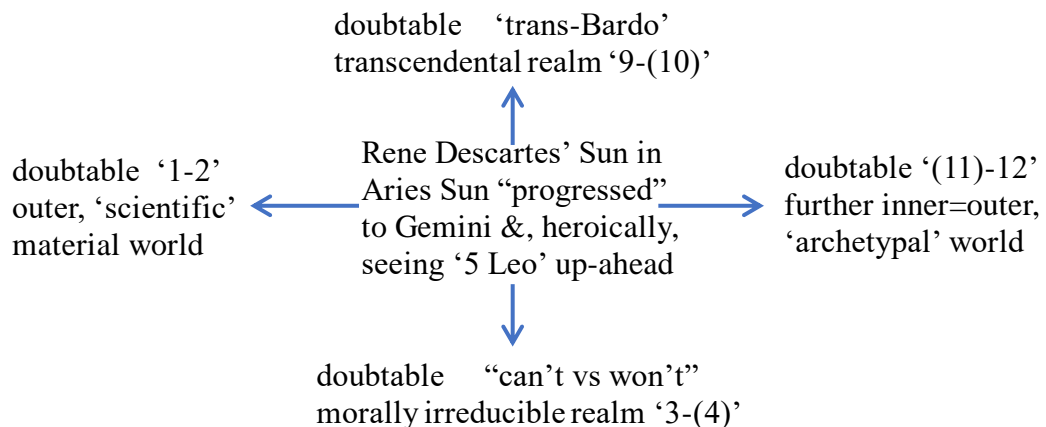 doubtable ‘trans-Bardo’
transcendental realm ‘9-(10)’
doubtable ‘1-2’
outer, ‘scientific’
material world
Rene Descartes’ Sun in
Aries Sun “progressed”
to Gemini &, heroically,
seeing ‘5 Leo’ up-ahead
doubtable ‘(11)-12’
further inner=outer,
‘archetypal’ world
doubtable “can’t vs won’t”
morally irreducible realm ‘3-(4)’